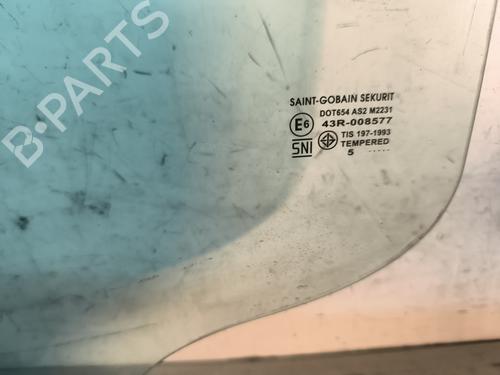 B-PARTS
SAINT-GOBAIN SEKURIT
DOT654 AS2 M2231
E6 43R-008577
SNI TIS 197-1993
TEMPERED
5 .....